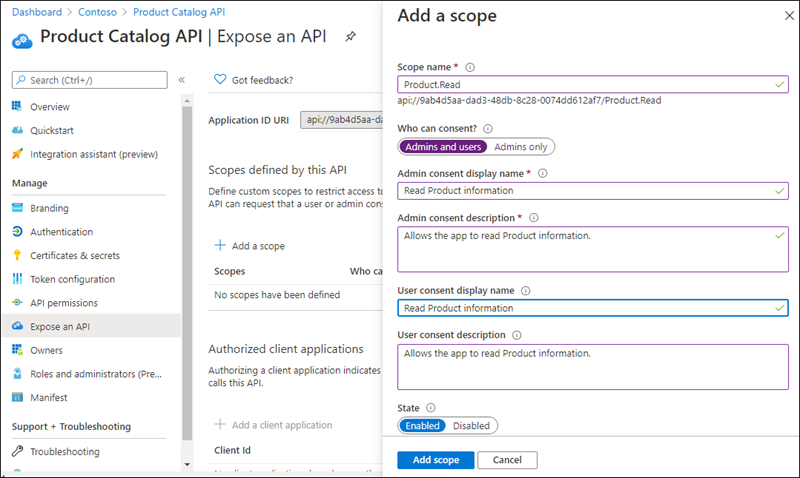 Dashboard > Contoso > Product Catalog API
Product Catalog API | Expose an API
Search (Ctrl+/)
Overview
Quickstart
Integration assistant (preview)
Manage
Branding
Authentication
Certificates & secrets
Token configuration
API permissions
Expose an API
Owners
Roles and administrators (Pre...
Manifest
Support + Troubleshooting
Troubleshooting
Got feedback?
Application ID URI
api://9ab4d5aa-da
Scopes defined by this API
Define custom scopes to restrict access to
API can request that a user or admin cons
Add a scope
Scopes
Who ca
No scopes have been defined
Authorized client applications
Authorizing a client application indicates
calls this API.
Add a client application
Client Id
Add a scope
Scope name *
Product.Read
api://9ab4d5aa-dad3-48db-8c28-0074dd612af7/Product.Read
Who can consent?
Admins and users
Admins only
Admin consent display name *
Read Product information
Admin consent description *
Allows the app to read Product information.
User consent display name
Read Product information
User consent description
Allows the app to read Product information.
State
Enabled
Disabled
Add scope
Cancel